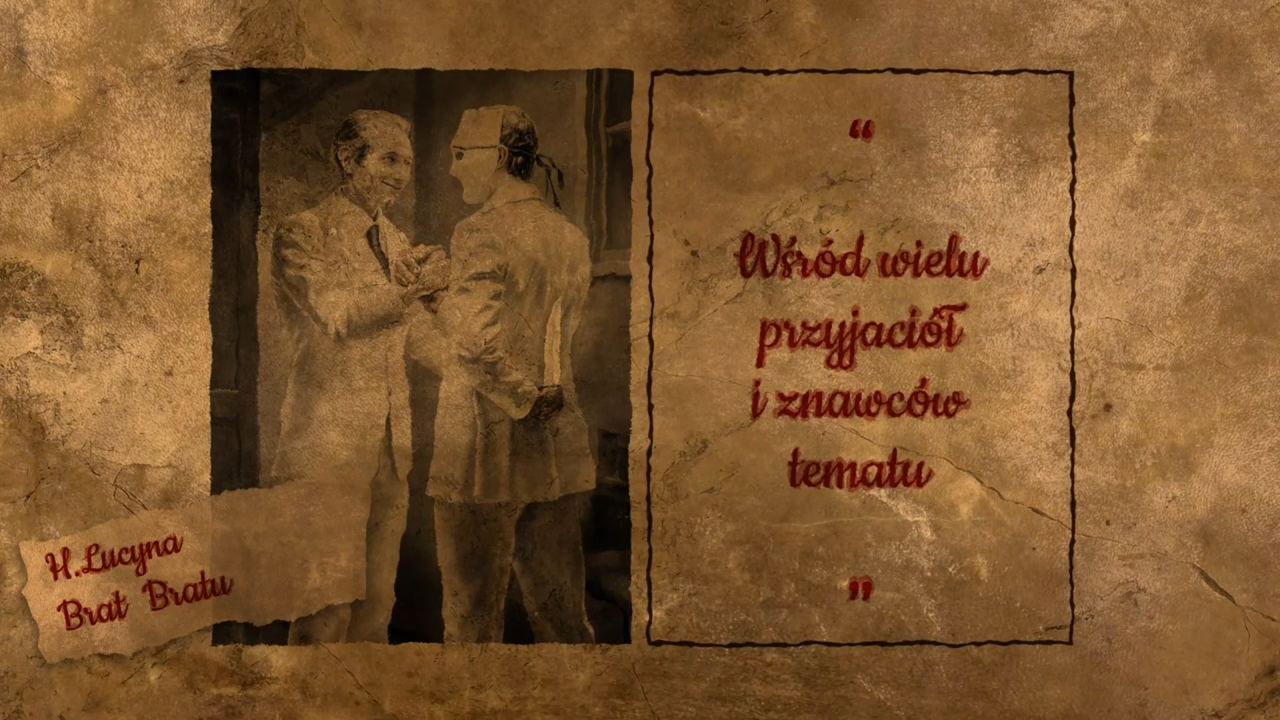 “
Wśród wielu
przyjaciół
i znawców
tematu
”
H.Lucyna
Brat Bratu